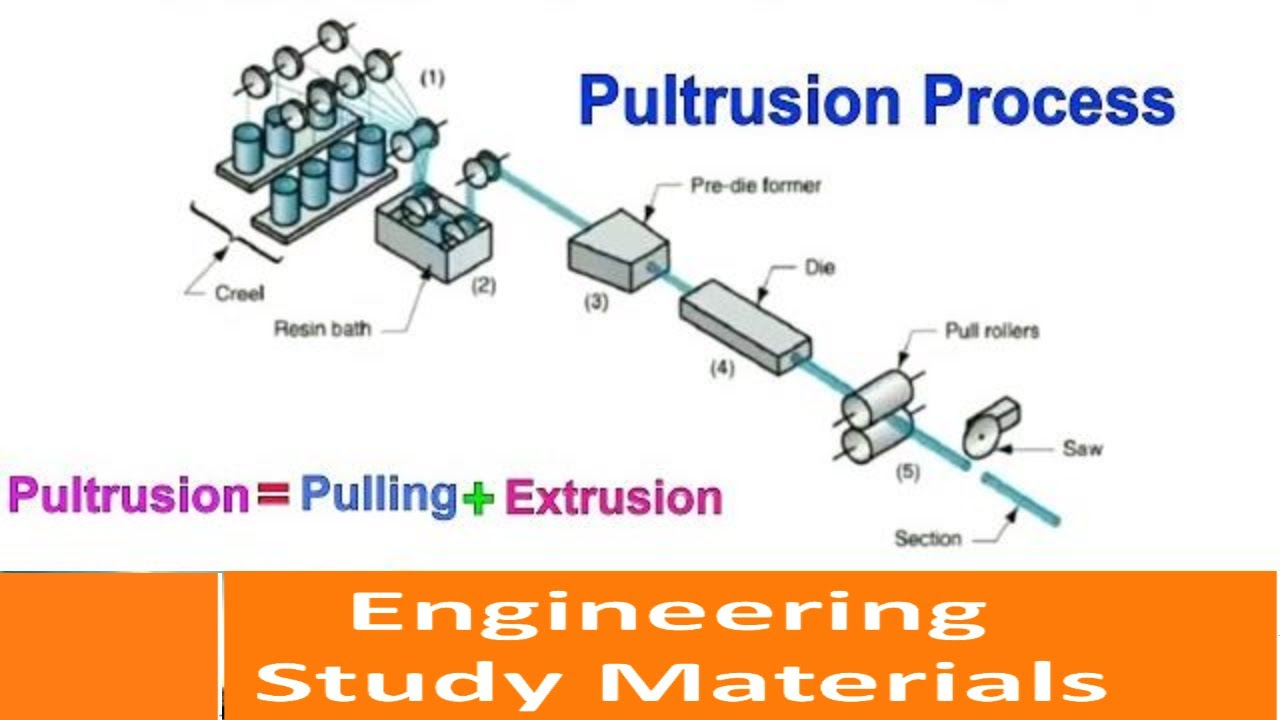 (1)
Pultrusion Process
Pre-die former
Die
Creel
(2)
(3)
Resin bath
Pull rollers
(4)
Saw
(5)
Pultrusion = Pulling + Extrusion
Section
Engineering
Study Materials